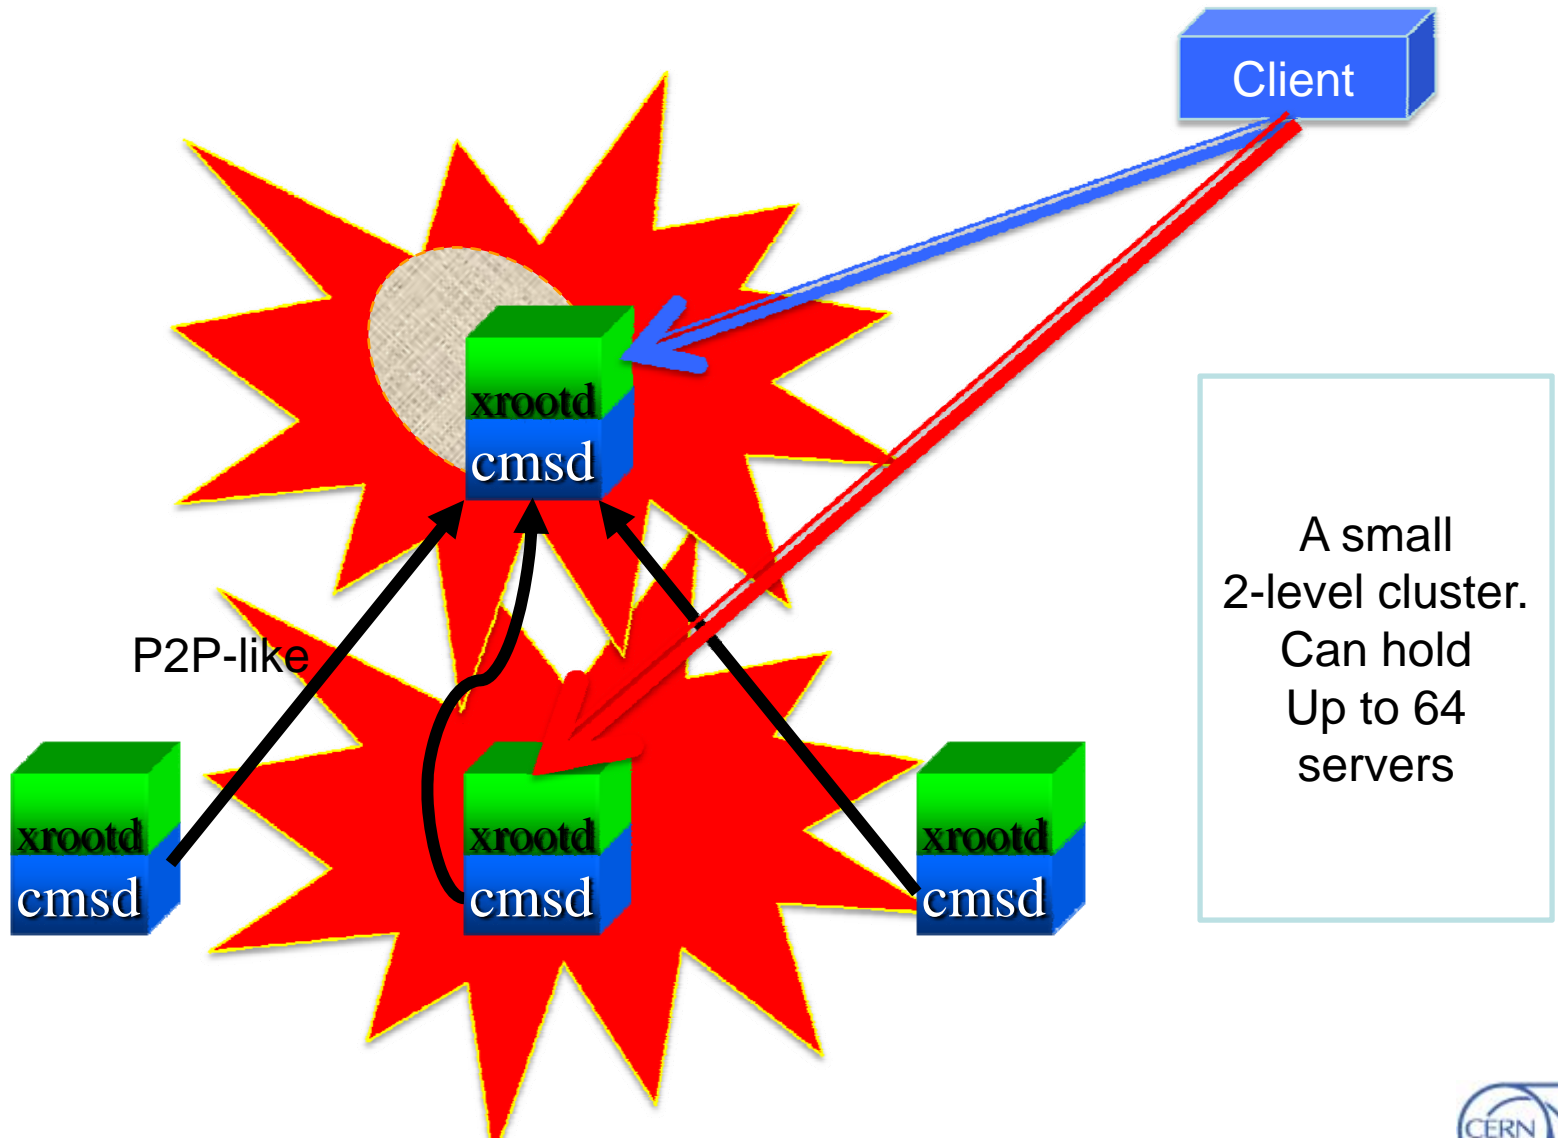 Client
xrootd
cmsd
A small
2-level cluster.
Can hold
Up to 64
servers
P2P-like
xrootd
cmsd
xrootd
cmsd
xrootd
cmsd
CERN